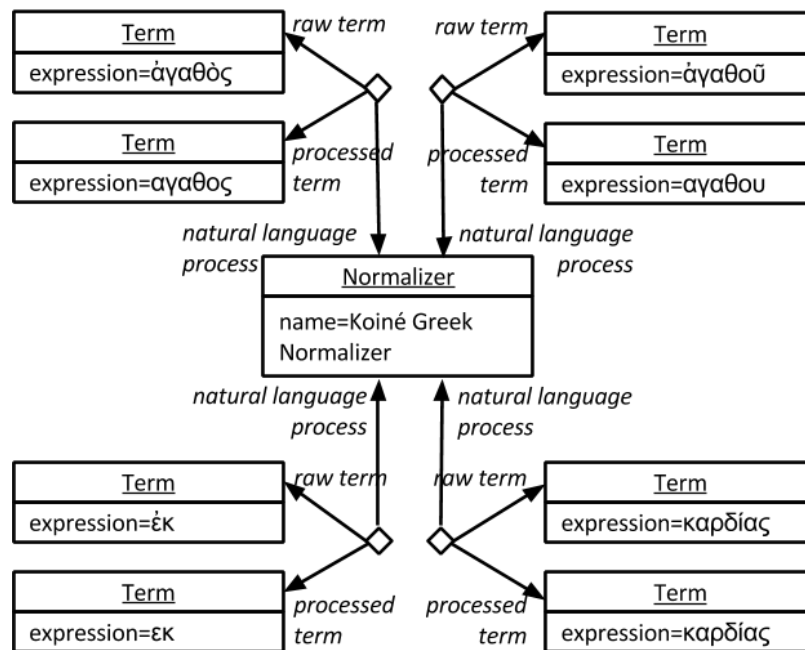 Term
expression=ἀγαθὸς
raw term
raw term
Term
expression=ἀγαθοῦ
Term
expression=αγαθος
processed
term
processed
term
Term
expression=αγαθου
natural language
process
natural language
process
Normalizer
name=Koiné Greek
Normalizer
natural language
process
natural language
process
Term
expression=ἐκ
raw term
raw term
Term
expression=καρδίας
Term
expression=εκ
processed
term
processed
term
Term
expression=καρδίας